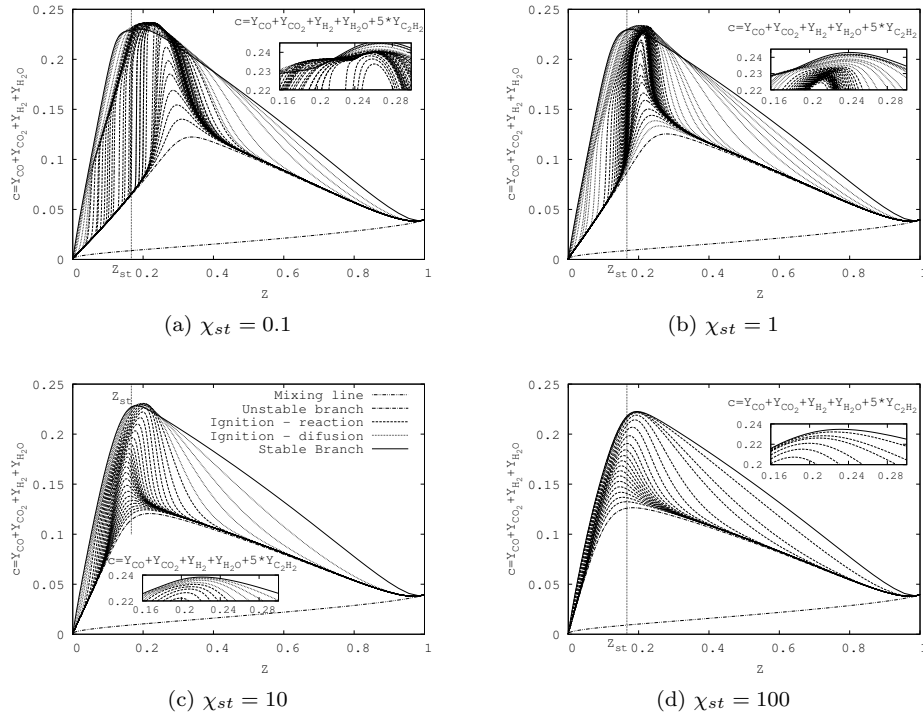 c=Y_CO+Y_CO2+Y_H2+Y_H2O+5*Y_C2H2
c=Y_CO+Y_CO2+Y_H2+Y_H2O
0.25
0.2
0.15
0.1
0.05
0
0.24
0.23
0.22
0.16 0.2 0.24 0.28
Z_st
0 0.2 0.4 0.6 0.8 1
Z
(a) χ_st = 0.1
c=Y_CO+Y_CO2+Y_H2+Y_H2O+5*Y_C2H2
c=Y_CO+Y_CO2+Y_H2+Y_H2O
0.25
0.2
0.15
0.1
0.05
0
0.24
0.23
0.22
0.16 0.2 0.24 0.28
Z_st
0 0.2 0.4 0.6 0.8 1
Z
(b) χ_st = 1
c=Y_CO+Y_CO2+Y_H2+Y_H2O
0.25
0.2
0.15
0.1
0.05
0
Z_st
Mixing line
Unstable branch
Ignition - reaction
Ignition - difusion
Stable Branch
c=Y_CO+Y_CO2+Y_H2+Y_H2O+5*Y_C2H2
0.24
0.22
0.16 0.2 0.24 0.28
0 0.2 0.4 0.6 0.8 1
Z
(c) χ_st = 10
c=Y_CO+Y_CO2+Y_H2+Y_H2O+5*Y_C2H2
c=Y_CO+Y_CO2+Y_H2+Y_H2O
0.25
0.2
0.15
0.1
0.05
0
0.24
0.22
0.2
0.16 0.2 0.24 0.28
Z_st
0 0.2 0.4 0.6 0.8 1
Z
(d) χ_st = 100